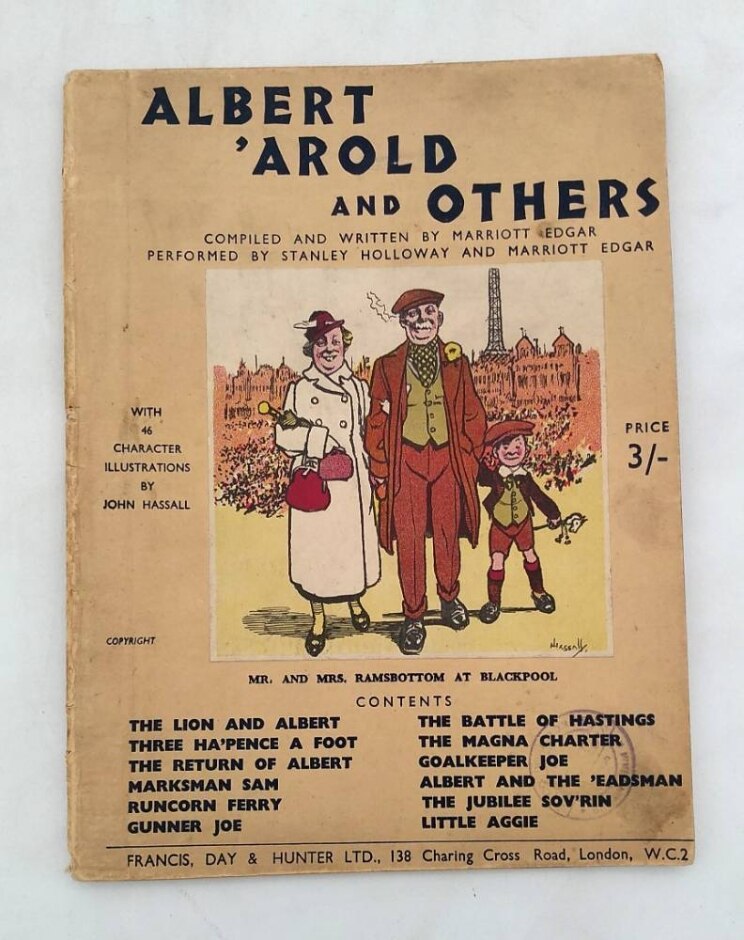 ALBERT
'AROLD
AND OTHERS
COMPILED AND WRITTEN BY MARRIOTT EDGAR
PERFORMED BY STANLEY HOLLOWAY AND MARRIOTT EDGAR
WITH
46
CHARACTER
ILLUSTRATIONS
BY
JOHN HASSALL
PRICE
3/-
COPYRIGHT
Hassall.
MR. AND MRS. RAMSBOTTOM AT BLACKPOOL
CONTENTS
THE LION AND ALBERT
THREE HA'PENCE A FOOT
THE RETURN OF ALBERT
MARKSMAN SAM
RUNCORN FERRY
GUNNER JOE
THE BATTLE OF HASTINGS
THE MAGNA CHARTER
GOALKEEPER JOE
ALBERT AND THE 'EADSMAN
THE JUBILEE SOV'RIN
LITTLE AGGIE
FRANCIS, DAY & HUNTER LTD., 138 Charing Cross Road, London, W.C.2